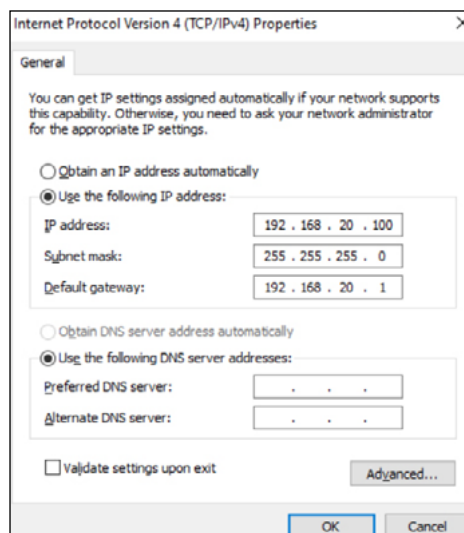 Internet Protocol Version 4 (TCP/IPv4) Properties
General
You can get IP settings assigned automatically if your network supports
this capability. Otherwise, you need to ask your network administrator
for the appropriate IP settings.
Obtain an IP address automatically
Use the following IP address:
IP address: 192 . 168 . 20 . 100
Subnet mask: 255 . 255 . 255 . 0
Default gateway: 192 . 168 . 20 . 1
Obtain DNS server address automatically
Use the following DNS server addresses:
Preferred DNS server: . . .
Alternate DNS server: . . .
Validate settings upon exit
Advanced...
OK Cancel